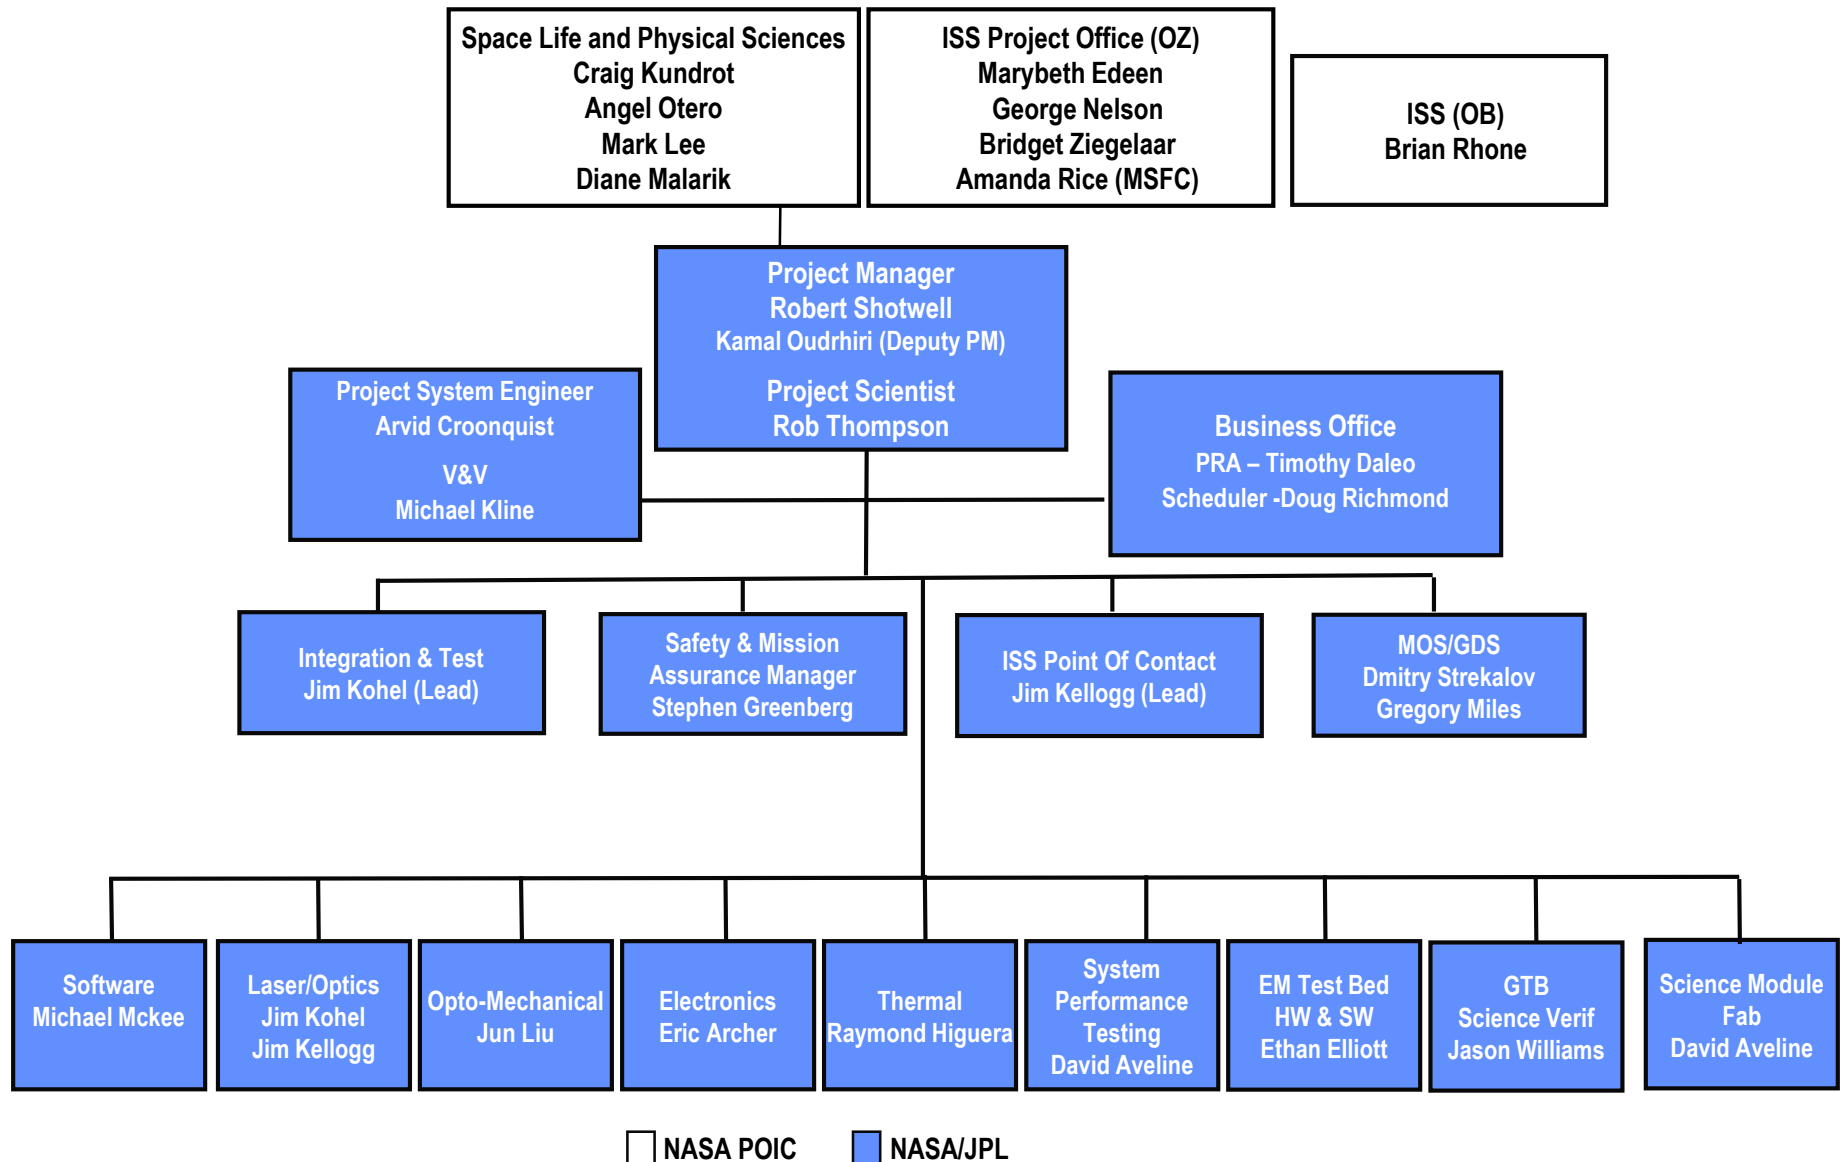 Space Life and Physical Sciences
Craig Kundrot
Angel Otero
Mark Lee
Diane Malarik
ISS Project Office (OZ)
Marybeth Edeen
George Nelson
Bridget Ziegelaar
Amanda Rice (MSFC)
ISS (OB)
Brian Rhone
Project Manager
Robert Shotwell
Kamal Oudrhiri (Deputy PM)
Project Scientist
Rob Thompson
Project System Engineer
Arvid Croonquist
V&V
Michael Kline
Business Office
PRA – Timothy Daleo
Scheduler -Doug Richmond
Integration & Test
Jim Kohel (Lead)
Safety & Mission
Assurance Manager
Stephen Greenberg
ISS Point Of Contact
Jim Kellogg (Lead)
MOS/GDS
Dmitry Strekalov
Gregory Miles
Software
Michael Mckee
Laser/Optics
Jim Kohel
Jim Kellogg
Opto-Mechanical
Jun Liu
Electronics
Eric Archer
Thermal
Raymond Higuera
System
Performance
Testing
David Aveline
EM Test Bed
HW & SW
Ethan Elliott
GTB
Science Verif
Jason Williams
Science Module
Fab
David Aveline
NASA POIC
NASA/JPL